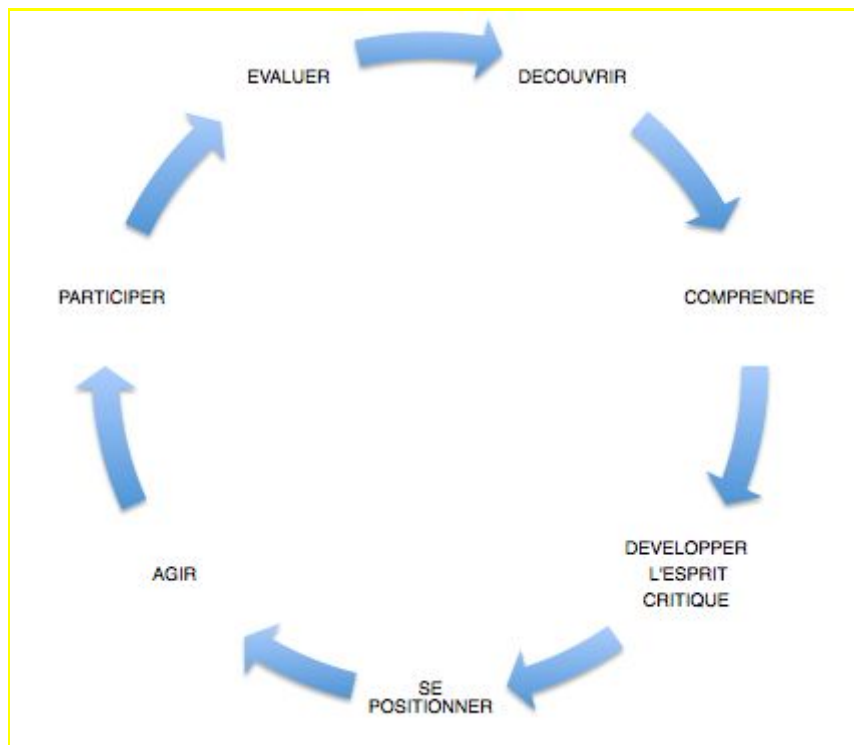 EVALUER
DECOUVRIR
COMPRENDRE
DEVELOPPER
L'ESPRIT
CRITIQUE
SE
POSITIONNER
AGIR
PARTICIPER